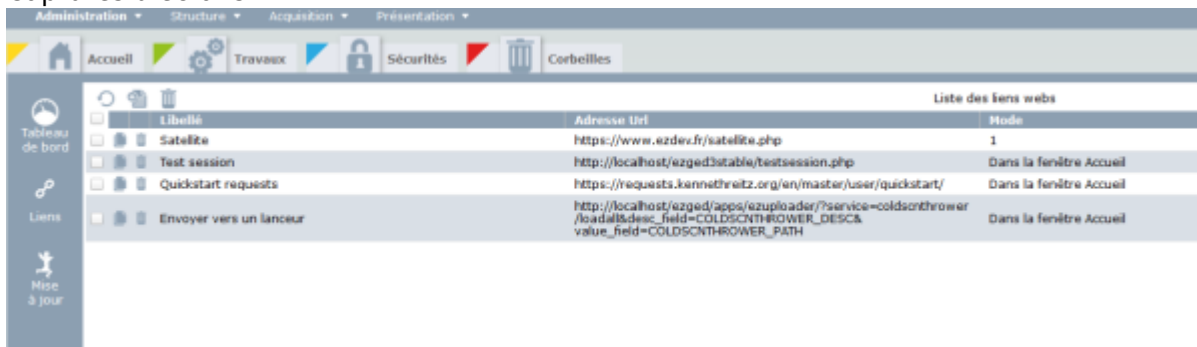 Administration Structure Acquisition Présentation
Accueil Travaux Sécurités Corbeilles
Liste des liens webs
Libellé Adresse Url Mode
Satellite https://www.ezdev.fr/satellite.php 1
Test session http://localhost/ezged3stable/testsession.php Dans la fenêtre Accueil
Quickstart requests https://requests.kennethreitz.org/en/master/user/quickstart/ Dans la fenêtre Accueil
Envoyer vers un lanceur http://localhost/ezged/apps/ezuploader/?service=coldscnthrower
/loadall&desc_field=COLDSCNTHROWER_DESC&
value_field=COLDSCNTHROWER_PATH Dans la fenêtre Accueil
Tableau
de bord
Liens
Mise
à jour